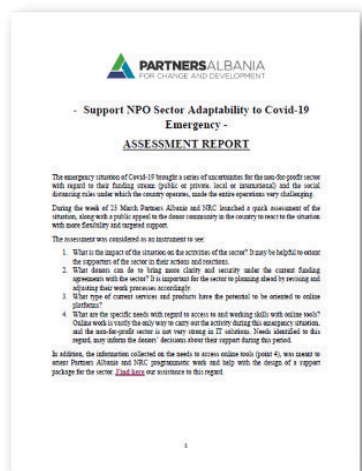 PARTNERSALBANIA
FOR CHANGE AND DEVELOPMENT
- Support NPO Sector Adaptability to Covid-19
Emergency -
ASSESSMENT REPORT
The emergency situation of Covid-19 brought a series of uncertainties for the non-for-profit sector
with regard to their funding stream (public or private, local or international) and the social
distancing rules under which the country operates, made the entire operations very challenging.
During the week of 23 March Partners Albania and NRC launched a quick assessment of the
situation, along with a public appeal to the donor community in the country to react to the situation
with more flexibility and targeted support.
The assessment was considered as an instrument to see:
1. What is the impact of the situation on the activities of the sector? It may be helpful to orient
the supporters of the sector in their actions and reactions.
2. What donors can do to bring more clarity and security under the current funding
agreements with the sector? It is important for the sector to planning ahead by revising and
adjusting their work processes accordingly.
3. What type of current services and products have the potential to be oriented to online
platforms?
4. What are the specific needs with regard to access to and working skills with online tools?
Online work is vastly the only way to carry out the activity during this emergency situation,
and the non-for-profit sector is not very strong in IT solutions. Needs identified to this
regard, may inform the donors' decisions about their support during this period.
In addition, the information collected on the needs to access online tools (point 4), was meant to
orient Partners Albania and NRC programmatic work and help with the design of a support
package for the sector. Find here our assistance to this regard.
1